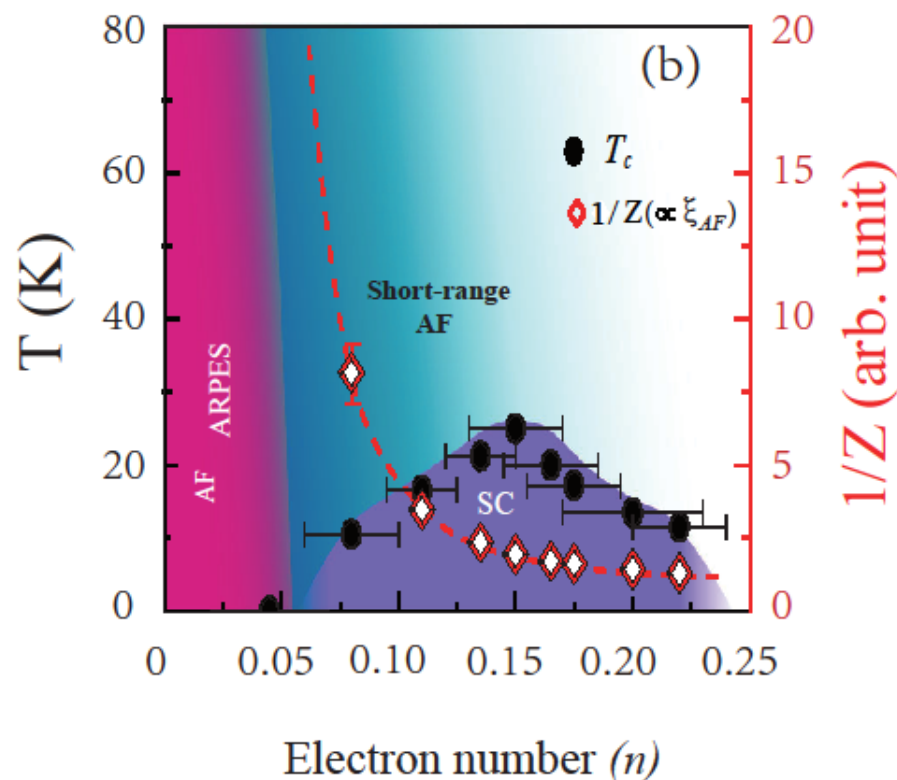 (b)
80
60
40
20
0
T (K)
20
15
10
5
0
1/Z (arb. unit)
T_c
1/Z(∝ ξ_AF)
Short-range
AF
AF
ARPES
SC
0 0.05 0.10 0.15 0.20 0.25
Electron number (n)